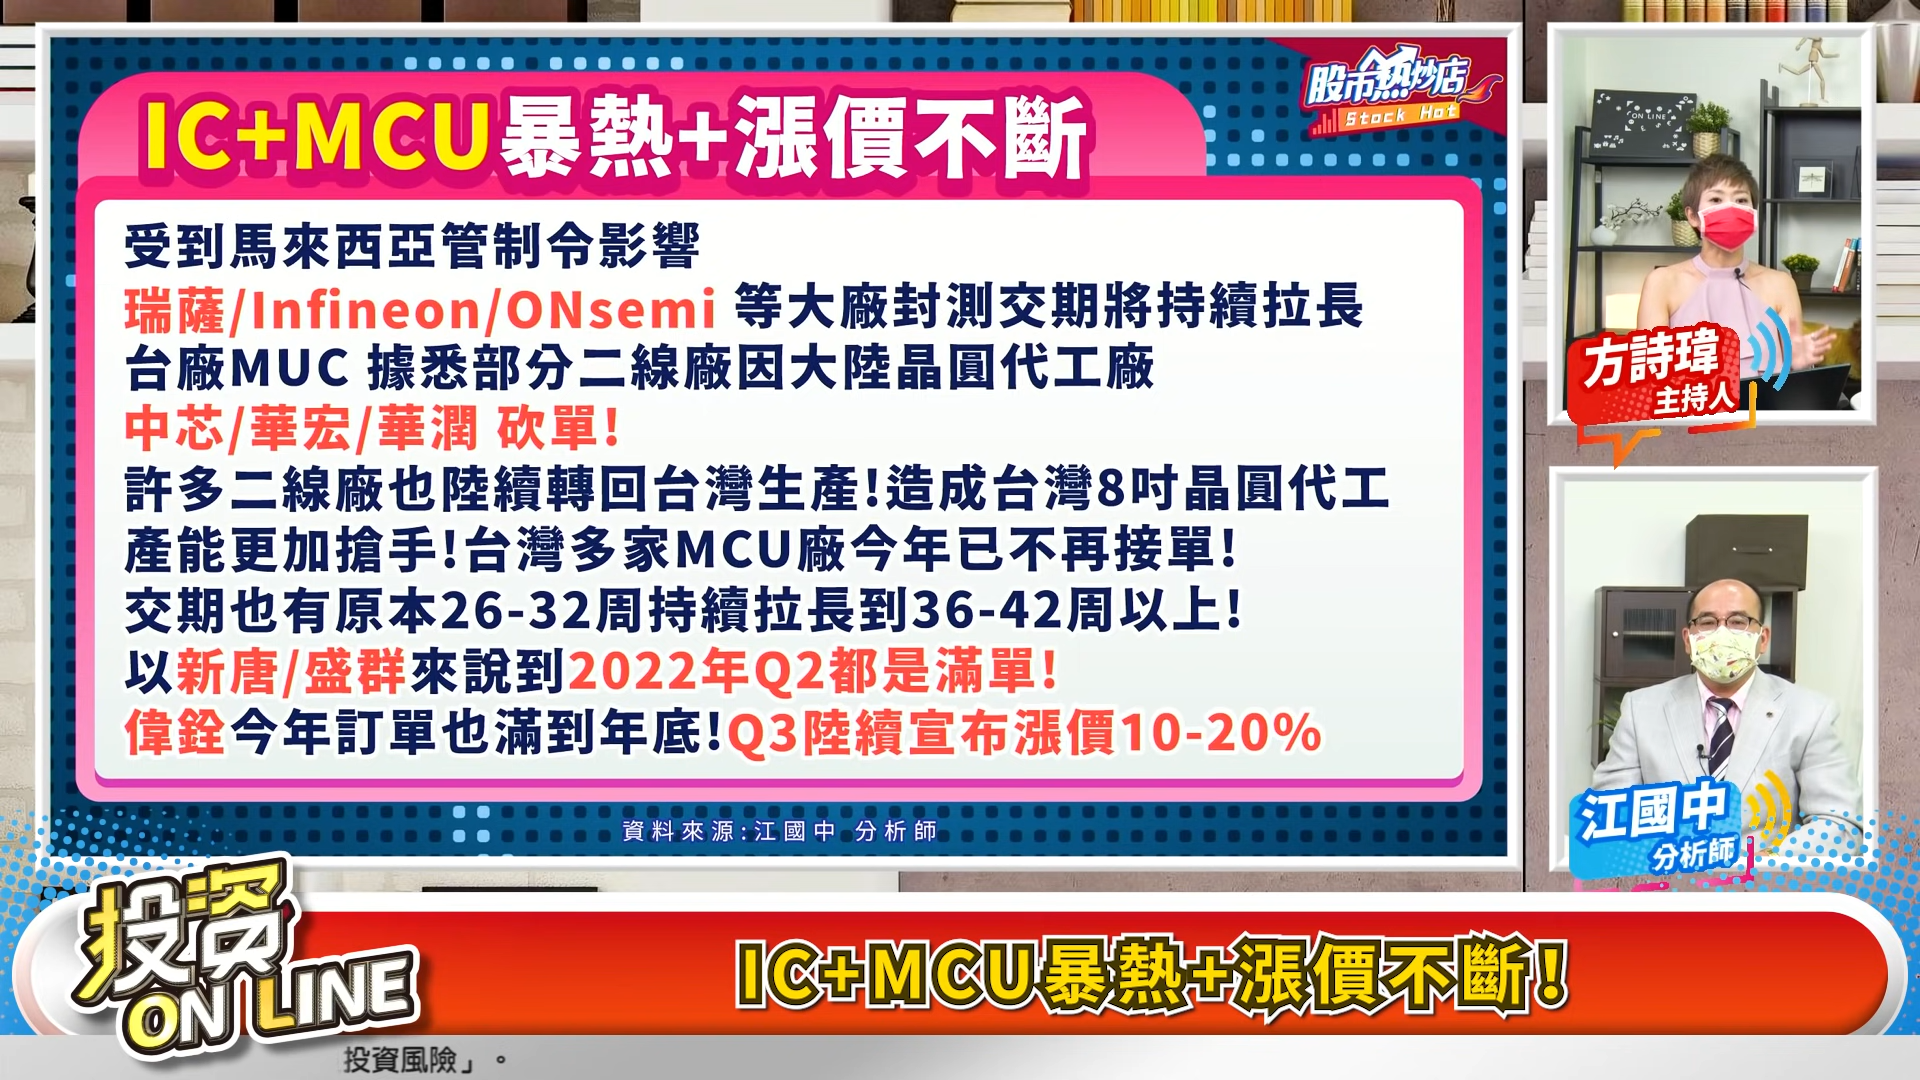 IC+MCU暴熱+漲價不斷
股市熱炒店
Stock Hot
受到馬來西亞管制令影響
瑞薩/Infineon/ONsemi 等大廠封測交期將持續拉長
台廠MUC 據悉部分二線廠因大陸晶圓代工廠
中芯/華宏/華潤 砍單!
許多二線廠也陸續轉回台灣生產!造成台灣8吋晶圓代工
產能更加搶手!台灣多家MCU廠今年已不再接單!
交期也有原本26-32周持續拉長到36-42周以上!
以新唐/盛群來說到2022年Q2都是滿單!
偉銓今年訂單也滿到年底!Q3陸續宣布漲價10-20%
資料來源:江國中 分析師
ON LINE
方詩瑋
主持人
江國中
分析師
投資
ON LINE
IC+MCU暴熱+漲價不斷!
投資風險」。